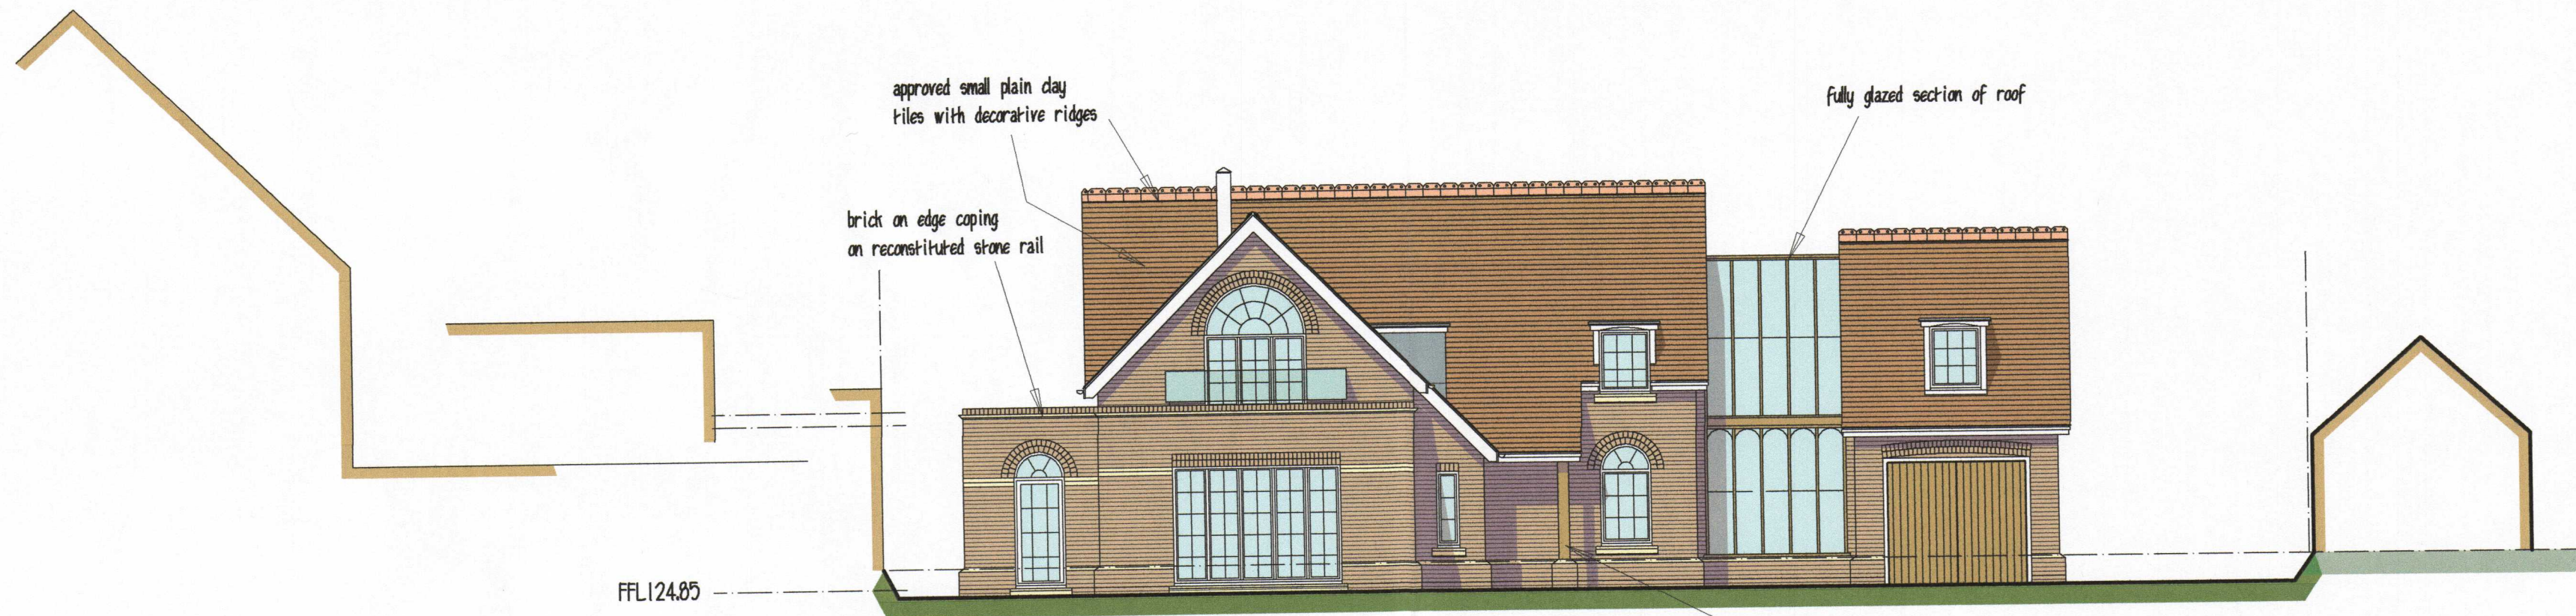 approved small plain clay
tiles with decorative ridges
fully glazed section of roof
brick on edge coping
on reconstituted stone rail
FFL124.85